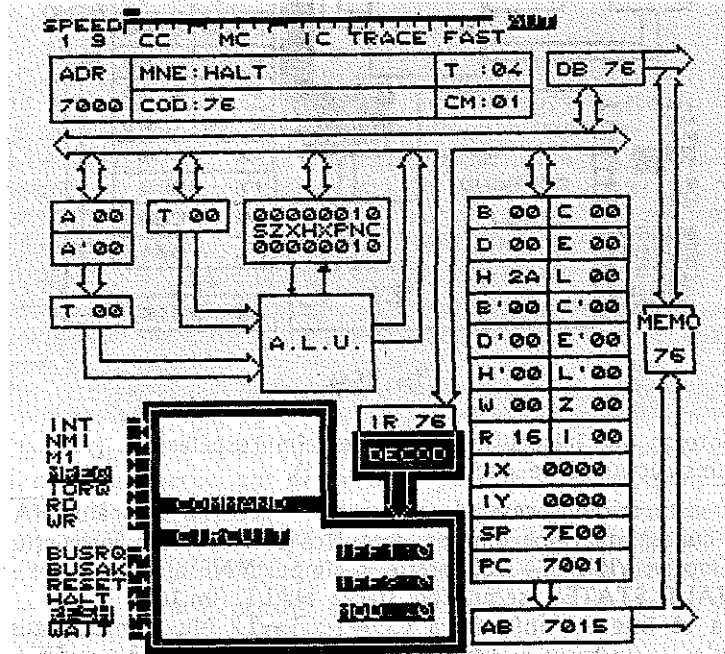 SPEED
1 9 CC MC IC TRACE FAST
ADR MNE:HALT T :04 DB 76
7000 COD:76 CM:01
A 00 T 00 00000010 B 00 C 00
A'00 SZXHXPNC D 00 E 00
00000010 H 2A L 00
T 00 B'00 C'00 MEMO
A.L.U. D'00 E'00 76
H'00 L'00
IR 76 W 00 Z 00
DECOD R 16 I 00
INT
NMI
M1
IORQ IX 0000
RD
WR IY 0000
COMMAND
CIRCUIT SP 7E00
BUSRQ
BUSAK PC 7001
RESET
HALT
WATT
AB 7015